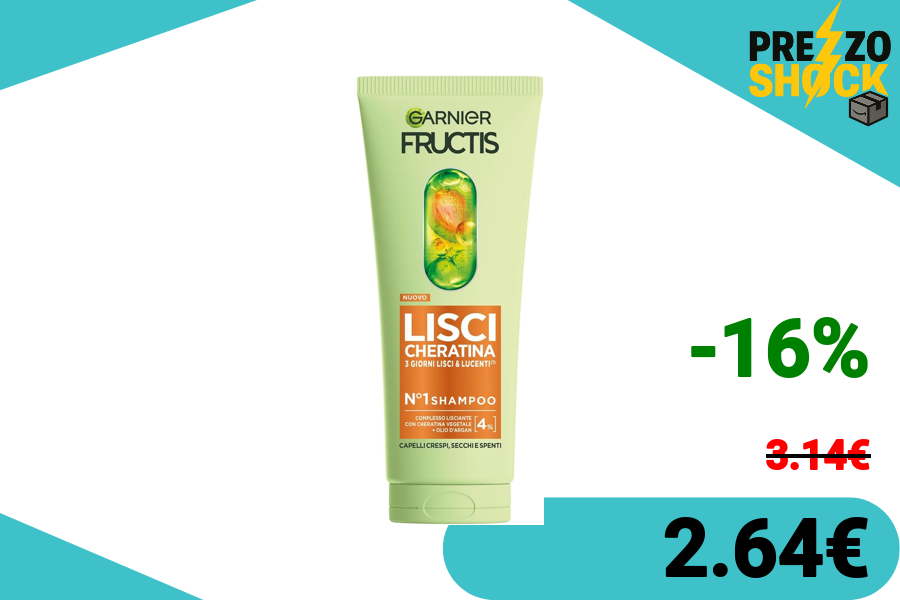 PREZZO
SHOCK
GARNIER
FRUCTIS
NUOVO
LISCI
CHERATINA
3 GIORNI LISCI & LUCENTI(1)
N°1 SHAMPOO
COMPLESSO LISCIANTE
CON CHERATINA VEGETALE
+ OLIO D'ARGAN
[4%]
CAPELLI CRESPI, SECCHI E SPENTI
-16%
3.14€
2.64€